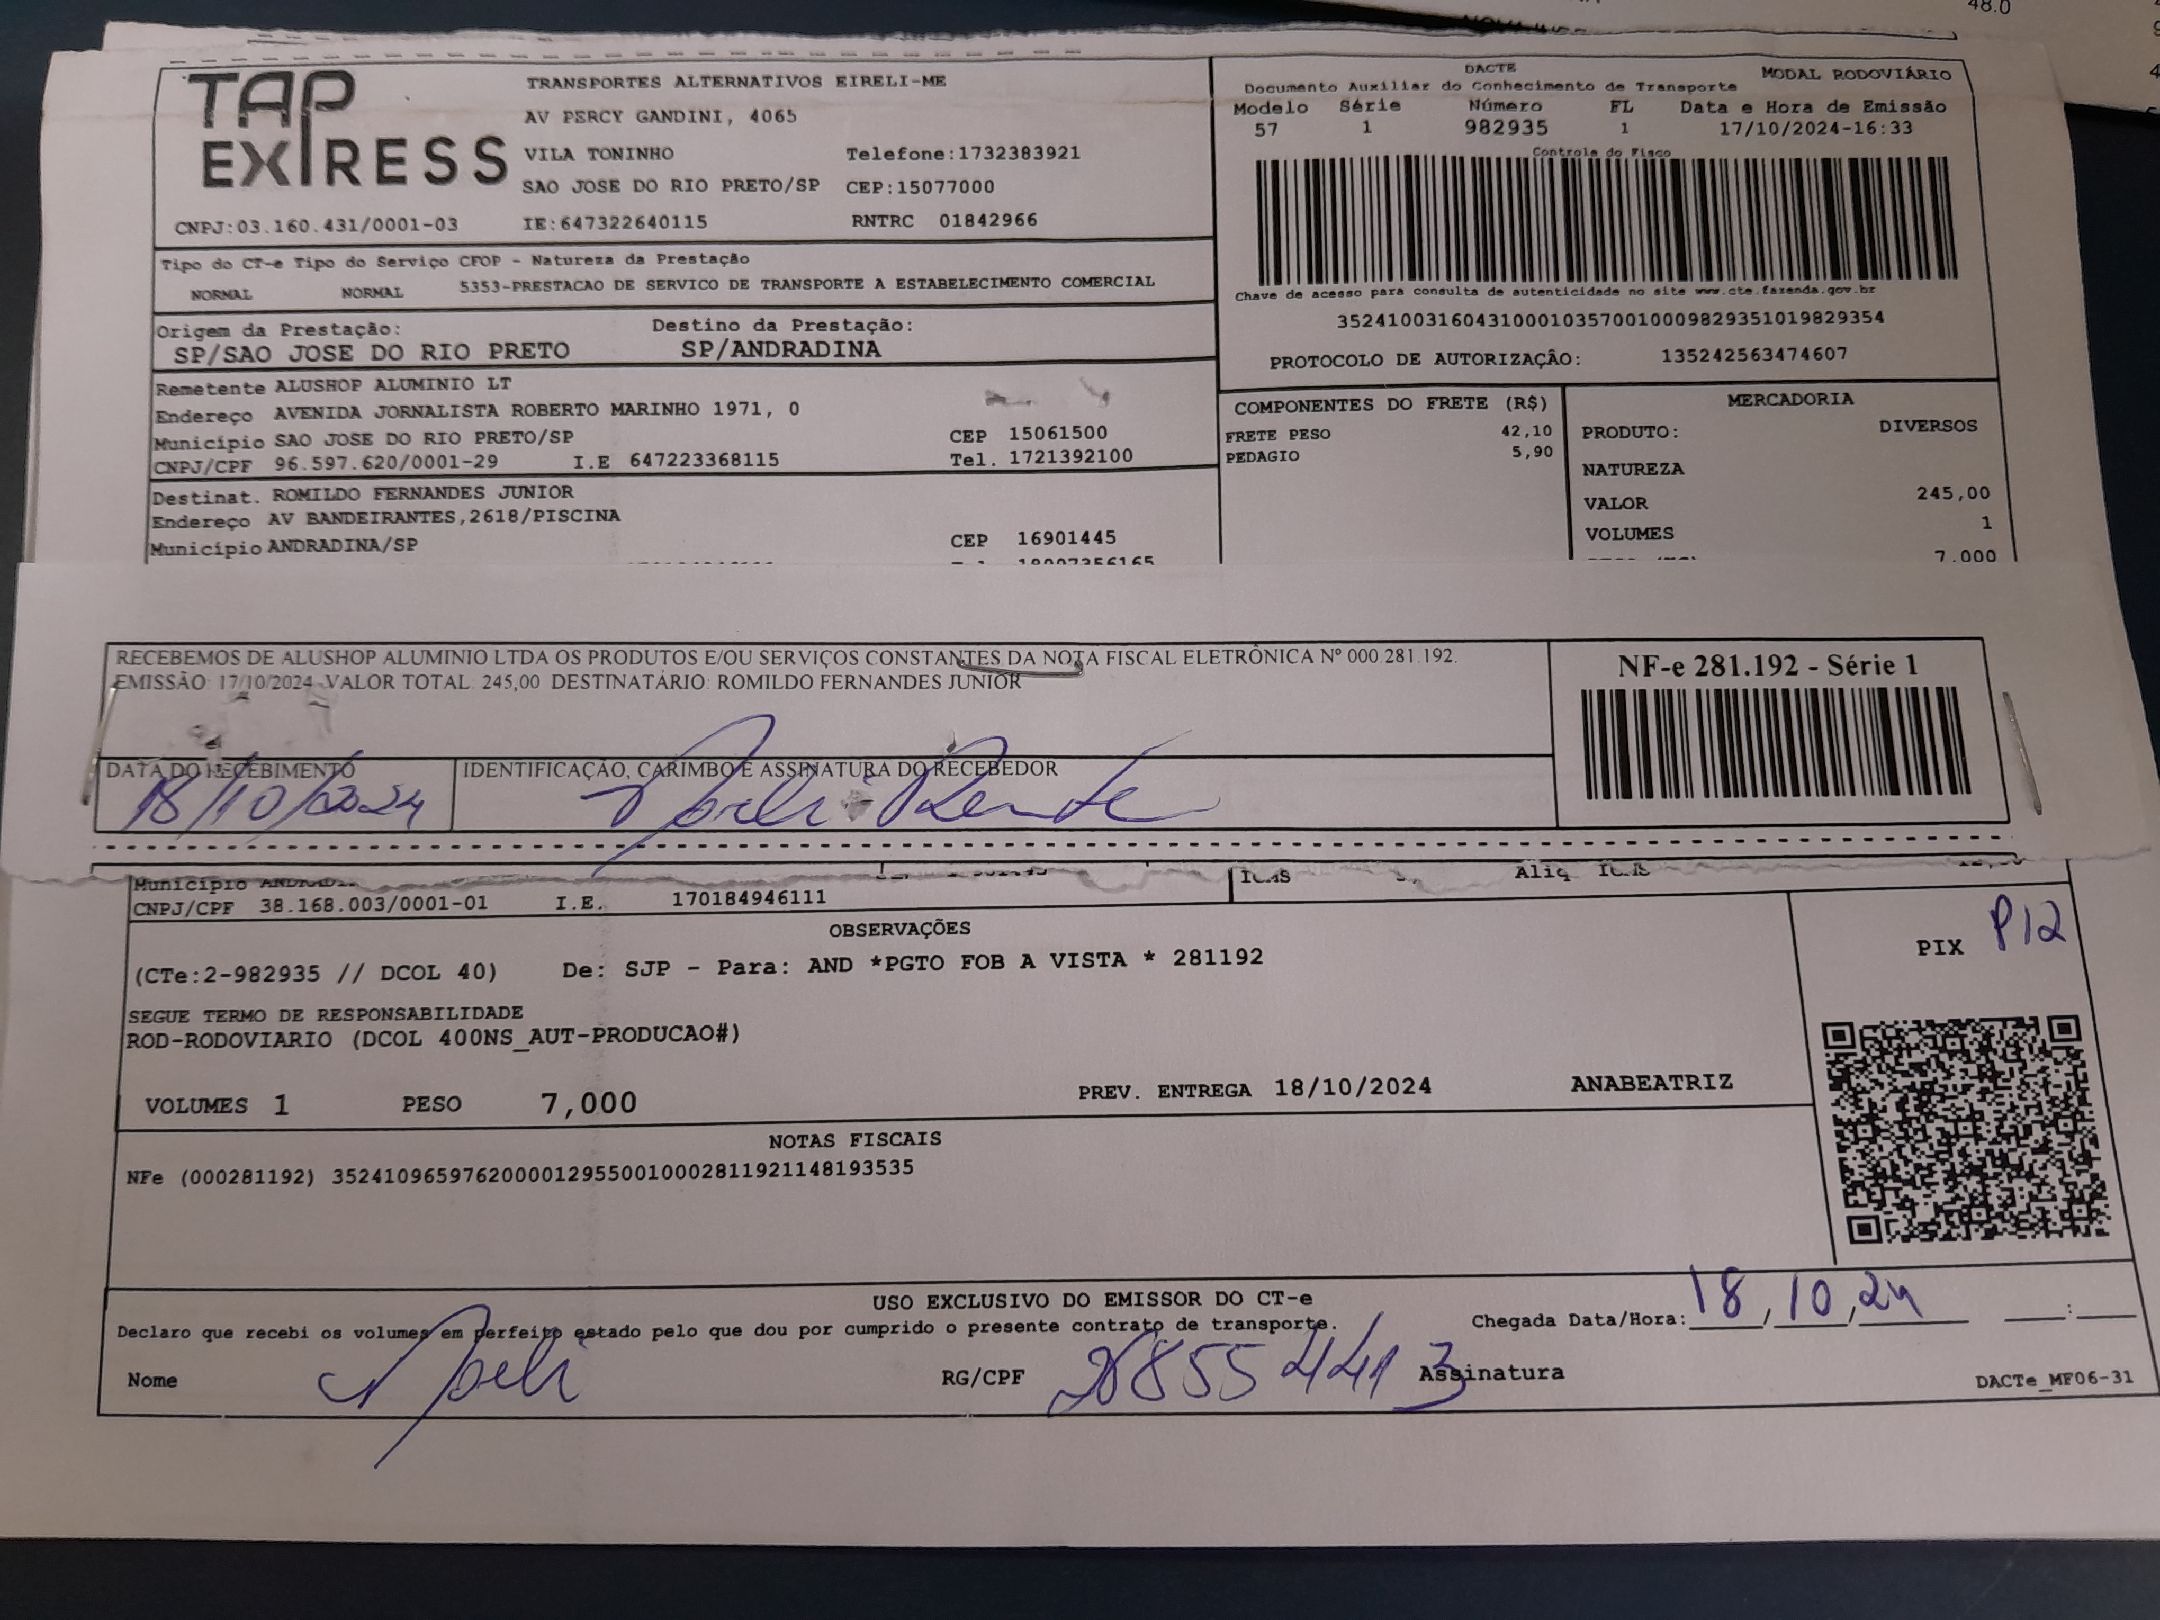 48.0
TAP EXPRESS
TRANSPORTES ALTERNATIVOS EIRELI-ME
AV PERCY GANDINI, 4065
VILA TONINHO Telefone:1732383921
SAO JOSE DO RIO PRETO/SP CEP:15077000
CNPJ:03.160.431/0001-03 IE:647322640115 RNTRC 01842966
DACTE MODAL RODOVIÁRIO
Documento Auxiliar do Conhecimento de Transporte
Modelo Série Número FL Data e Hora de Emissão
57 1 982935 1 17/10/2024-16:33
Controle do Fisco
Chave de acesso para consulta de autenticidade no site www.cte.fazenda.gov.br
35241003160431000103570010009829351019829354
PROTOCOLO DE AUTORIZAÇÃO: 135242563474607
Tipo do CT-e Tipo do Serviço CFOP - Natureza da Prestação
NORMAL NORMAL 5353-PRESTACAO DE SERVICO DE TRANSPORTE A ESTABELECIMENTO COMERCIAL
Origem da Prestação: Destino da Prestação:
SP/SAO JOSE DO RIO PRETO SP/ANDRADINA
Remetente ALUSHOP ALUMINIO LT
Endereço AVENIDA JORNALISTA ROBERTO MARINHO 1971, 0
Município SAO JOSE DO RIO PRETO/SP CEP 15061500
CNPJ/CPF 96.597.620/0001-29 I.E 647223368115 Tel. 1721392100
Destinat. ROMILDO FERNANDES JUNIOR
Endereço AV BANDEIRANTES,2618/PISCINA
Município ANDRADINA/SP CEP 16901445
COMPONENTES DO FRETE (R$)
FRETE PESO 42,10
PEDAGIO 5,90
MERCADORIA
PRODUTO: DIVERSOS
NATUREZA
VALOR 245,00
VOLUMES 1
7.000
RECEBEMOS DE ALUSHOP ALUMINIO LTDA OS PRODUTOS E/OU SERVIÇOS CONSTANTES DA NOTA FISCAL ELETRÔNICA Nº 000.281.192.
EMISSÃO: 17/10/2024 VALOR TOTAL: 245,00 DESTINATÁRIO: ROMILDO FERNANDES JUNIOR
NF-e 281.192 - Série 1
DATA DO RECEBIMENTO IDENTIFICAÇÃO, CARIMBO E ASSINATURA DO RECEBEDOR
18/10/2024
Município
ICMS Aliq ICMS
CNPJ/CPF 38.168.003/0001-01 I.E. 170184946111
OBSERVAÇÕES
(CTe:2-982935 // DCOL 40) De: SJP - Para: AND *PGTO FOB A VISTA * 281192
SEGUE TERMO DE RESPONSABILIDADE
ROD-RODOVIARIO (DCOL 400NS_AUT-PRODUCAO#)
VOLUMES 1 PESO 7,000 PREV. ENTREGA 18/10/2024 ANABEATRIZ
PIX P12
NOTAS FISCAIS
NFe (000281192) 35241096597620000129550010002811921148193535
USO EXCLUSIVO DO EMISSOR DO CT-e
Declaro que recebi os volumes em perfeito estado pelo que dou por cumprido o presente contrato de transporte.
Chegada Data/Hora: 18/10/24 __:__
Nome RG/CPF Assinatura
DACTe_MF06-31